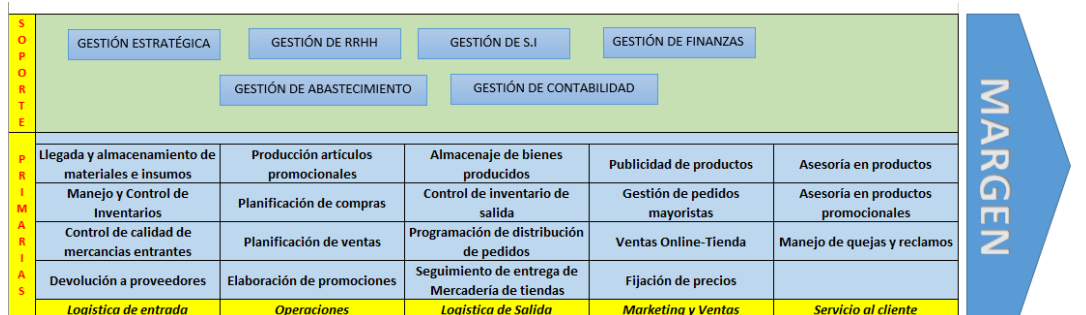 SOPORTE
GESTIÓN ESTRATÉGICA
GESTIÓN DE RRHH
GESTIÓN DE S.I
GESTIÓN DE FINANZAS
GESTIÓN DE ABASTECIMIENTO
GESTIÓN DE CONTABILIDAD
MARGEN
PRIMARIAS
Llegada y almacenamiento de
materiales e insumos
Producción artículos
promocionales
Almacenaje de bienes
producidos
Publicidad de productos
Asesoría en productos
Manejo y Control de
Inventarios
Planificación de compras
Control de inventario de
salida
Gestión de pedidos
mayoristas
Asesoría en productos
promocionales
Control de calidad de
mercancias entrantes
Planificación de ventas
Programación de distribución
de pedidos
Ventas Online-Tienda
Manejo de quejas y reclamos
Devolución a proveedores
Elaboración de promociones
Seguimiento de entrega de
Mercadería de tiendas
Fijación de precios
Logistica de entrada
Operaciones
Logistica de Salida
Marketing y Ventas
Servicio al cliente